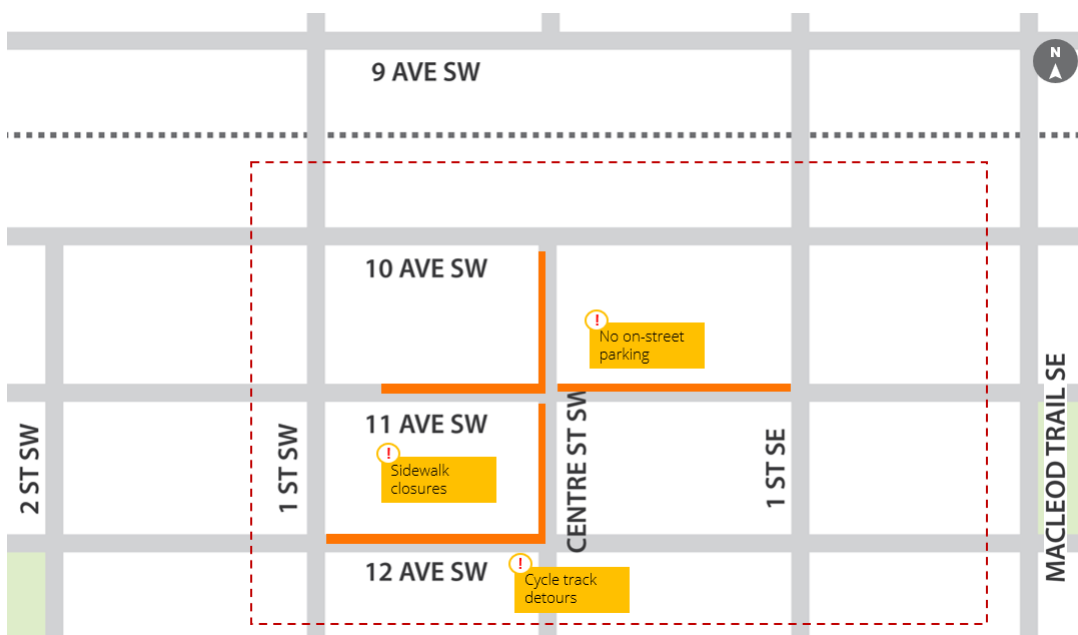 N
9 AVE SW
10 AVE SW
!
No on-street
parking
11 AVE SW
!
Sidewalk
closures
2 ST SW
1 ST SW
CENTRE ST SW
1 ST SE
MACLEOD TRAIL SE
12 AVE SW
!
Cycle track
detours